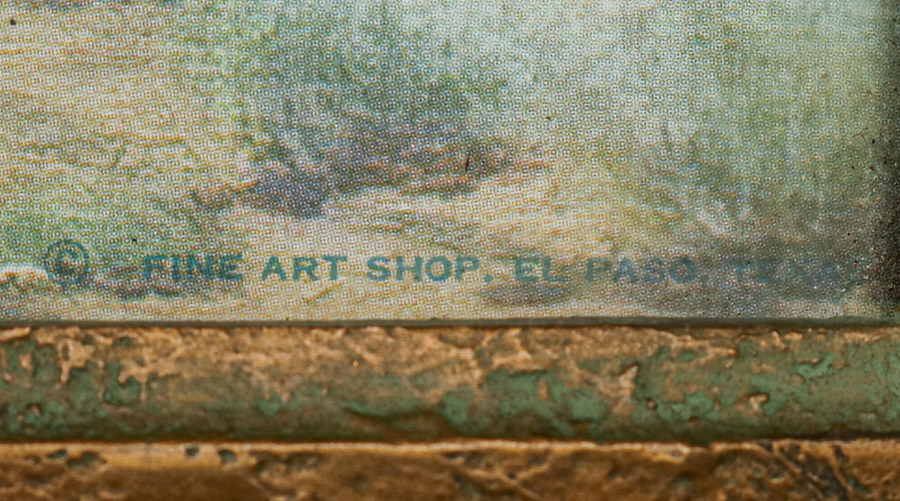 © FINE ART SHOP, EL PASO, TEXAS